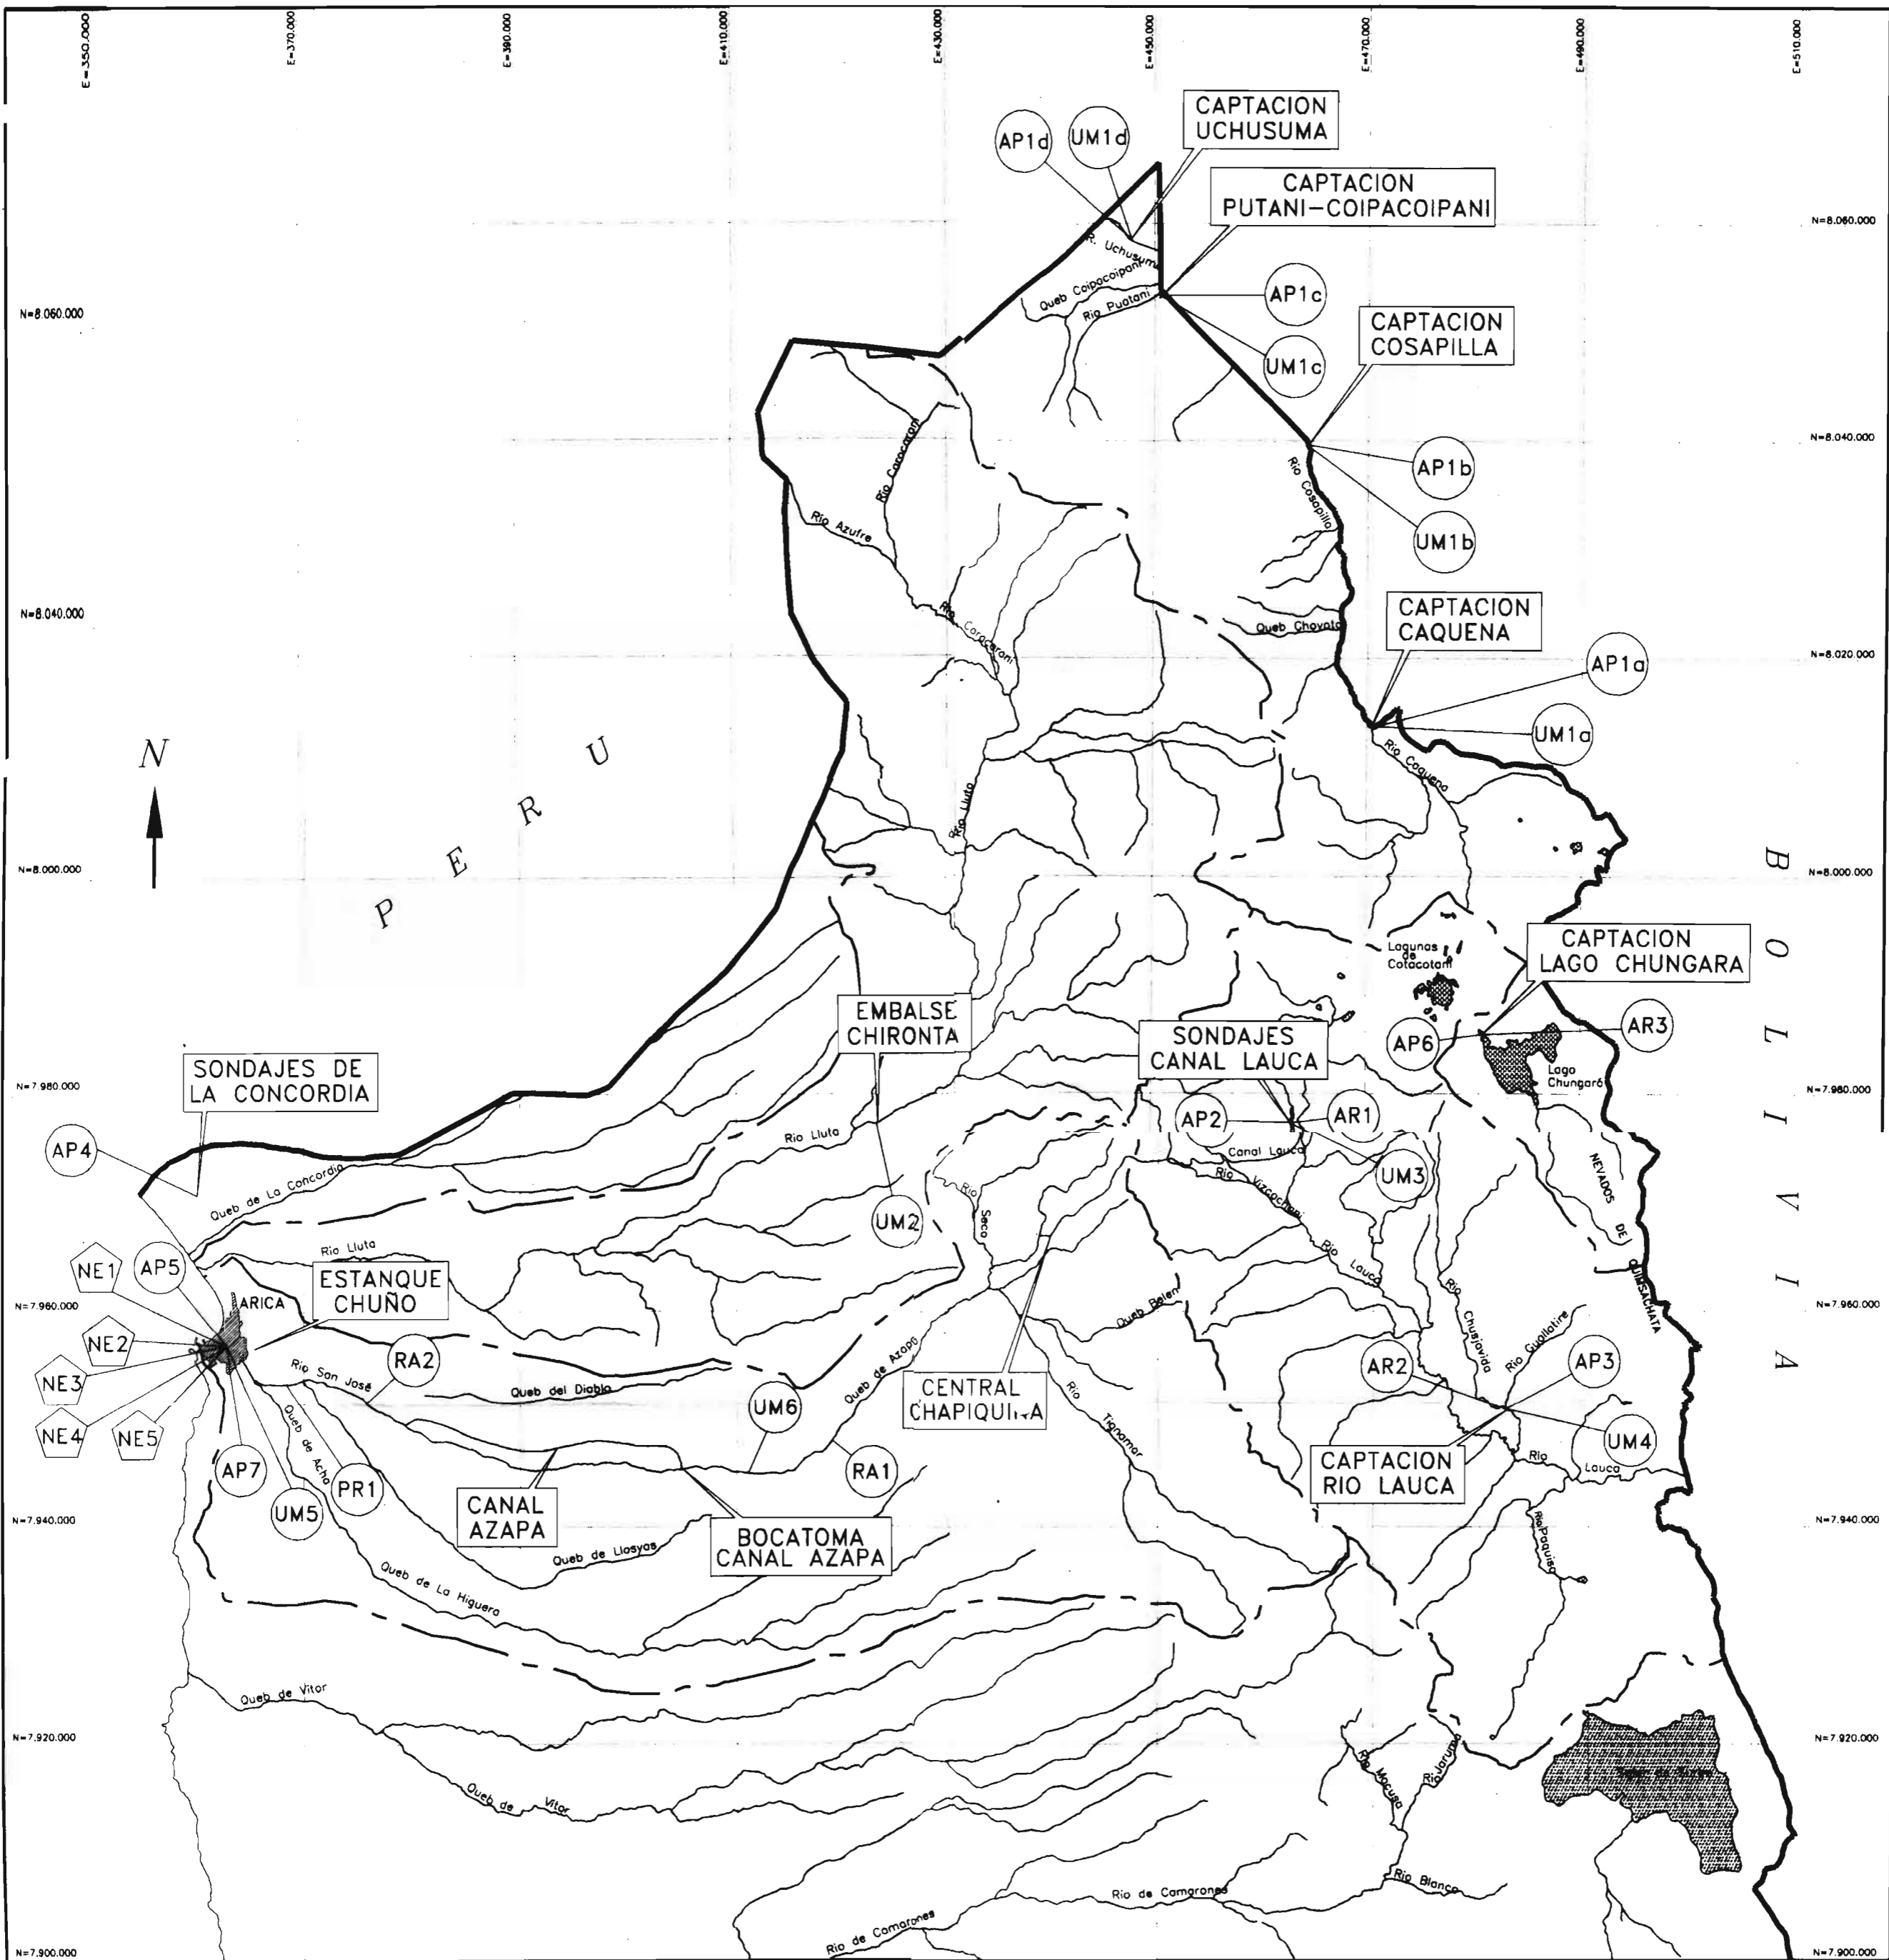 E=350.000
E=370.000
E=390.000
E=410.000
E=430.000
E=450.000
E=470.000
E=490.000
E=510.000
CAPTACION
UCHUSUMA
AP1d
UM1d
CAPTACION
PUTANI-COIPACOIPANI
N=8.060.000
R. Uchusuma
Queb Coipacoipani
Rio Puatani
AP1c
N=8.060.000
CAPTACION
COSAPILLA
UM1c
Rio Caracarani
N=8.040.000
AP1b
Rio Cosapilla
Rio Azufre
UM1b
N=8.040.000
Rio Caracarani
CAPTACION
CAQUENA
Queb Choyota
N=8.020.000
AP1a
UM1a
N
Rio Caquena
P E R U
Rio Lluta
N=8.000.000
N=8.000.000
B O L I V I A
CAPTACION
LAGO CHUNGARA
Lagunas
de
Cotacotani
EMBALSE
CHIRONTA
SONDAJES
CANAL LAUCA
AP6
AR3
SONDAJES DE
LA CONCORDIA
Lago
Chungará
N=7.980.000
N=7.980.000
AP2
AR1
Rio Lluta
AP4
Canal Lauca
Queb de La Concordia
Rio Vizcachani
UM3
NEVADOS DE QUIMSACHATA
Rio Seco
UM2
Rio Lluta
NE1
AP5
Rio Lauca
ESTANQUE
CHUÑO
ARICA
N=7.960.000
Queb Belen
Rio Chusjavida
Rio Guallatire
N=7.960.000
NE2
Queb de Azapa
RA2
NE3
Rio San José
Queb del Diablo
CENTRAL
AR2
AP3
UM6
NE4
NE5
Queb de Acha
Rio Tignamar
UM4
AP7
PR1
RA1
CAPTACION
RIO LAUCA
Rio Lauca
UM5
CANAL
AZAPA
N=7.940.000
BOCATOMA
CANAL AZAPA
N=7.940.000
Rio Paquisa
Queb de Llosyas
Queb de La Higuera
Queb de Vitor
N=7.920.000
N=7.920.000
Rio Macusa
Rio Jaruma
Queb de Vitor
Rio Blanco
Rio de Camarones
Rio de Camarones
N=7.900.000
N=7.900.000